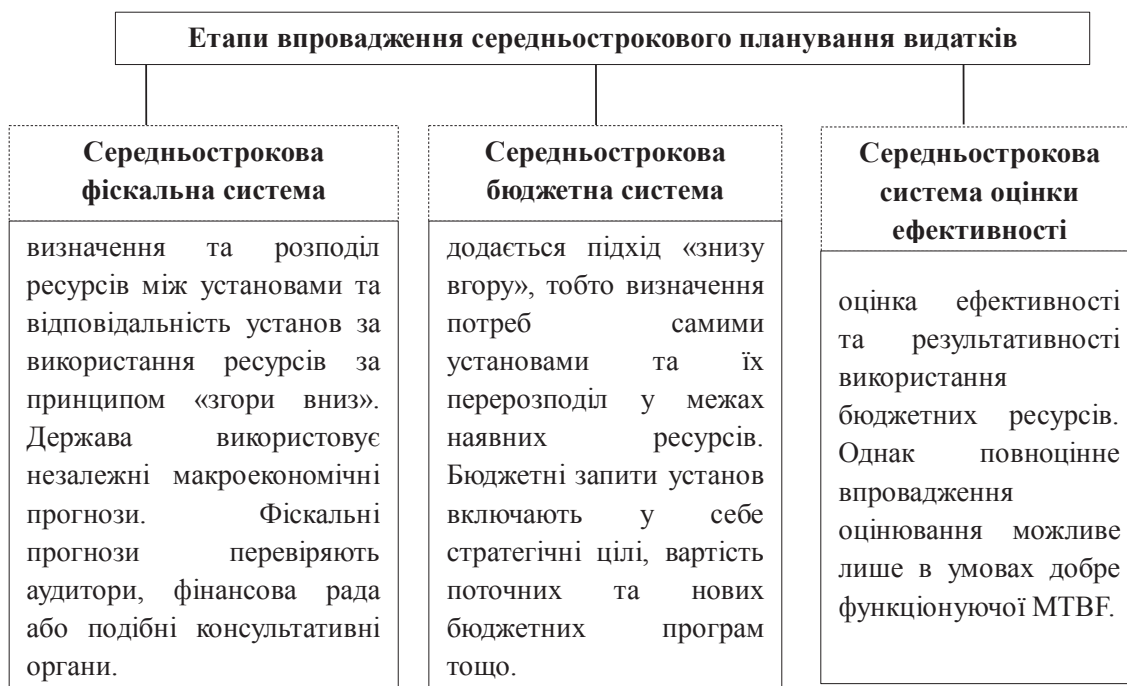 Етапи впровадження середньострокового планування видатків
Середньострокова
фіскальна система
визначення та розподіл
ресурсів між установами та
відповідальність установ за
використання ресурсів за
принципом «згори вниз».
Держава використовує
незалежні макроекономічні
прогнози. Фіскальні
прогнози перевіряють
аудитори, фінансова рада
або подібні консультативні
органи.
Середньострокова
бюджетна система
додається підхід «знизу
вгору», тобто визначення
потреб самими
установами та їх
перерозподіл у межах
наявних ресурсів.
Бюджетні запити установ
включають у себе
стратегічні цілі, вартість
поточних та нових
бюджетних програм
тощо.
Середньострокова
система оцінки
ефективності
оцінка ефективності
та результативності
використання
бюджетних ресурсів.
Однак повноцінне
впровадження
оцінювання можливе
лише в умовах добре
функціонуючої MTBF.